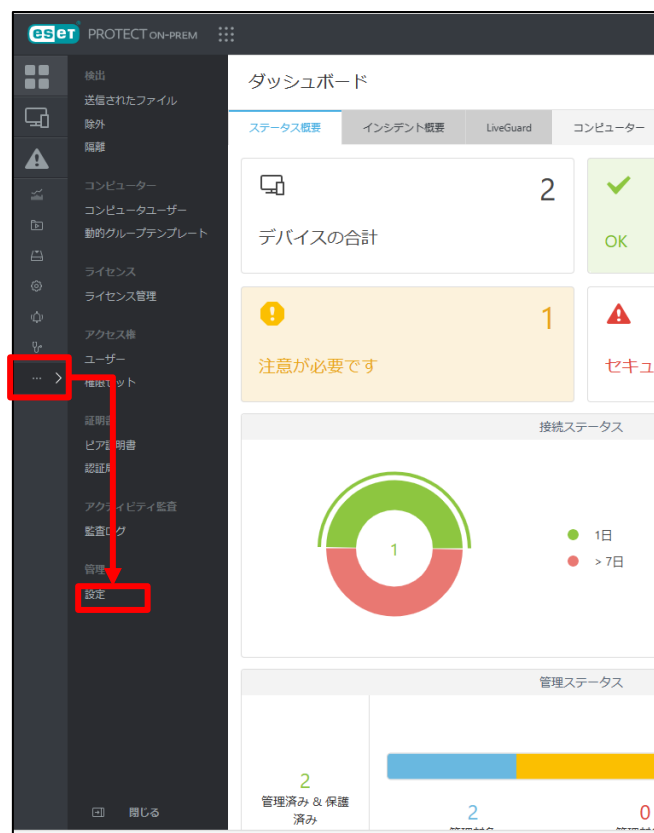 eset PROTECT ON-PREM
検出
送信されたファイル
除外
隔離
コンピューター
コンピュータユーザー
動的グループテンプレート
ライセンス
ライセンス管理
アクセス権
ユーザー
権限セット
証明書
ピア証明書
認証局
アクティビティ監査
監査ログ
管理
設定
閉じる
ダッシュボード
ステータス概要 インシデント概要 LiveGuard コンピューター
2
デバイスの合計
OK
1
注意が必要です
セキュ
接続ステータス
1
1日
> 7日
管理ステータス
2
管理済み & 保護
済み
2
0